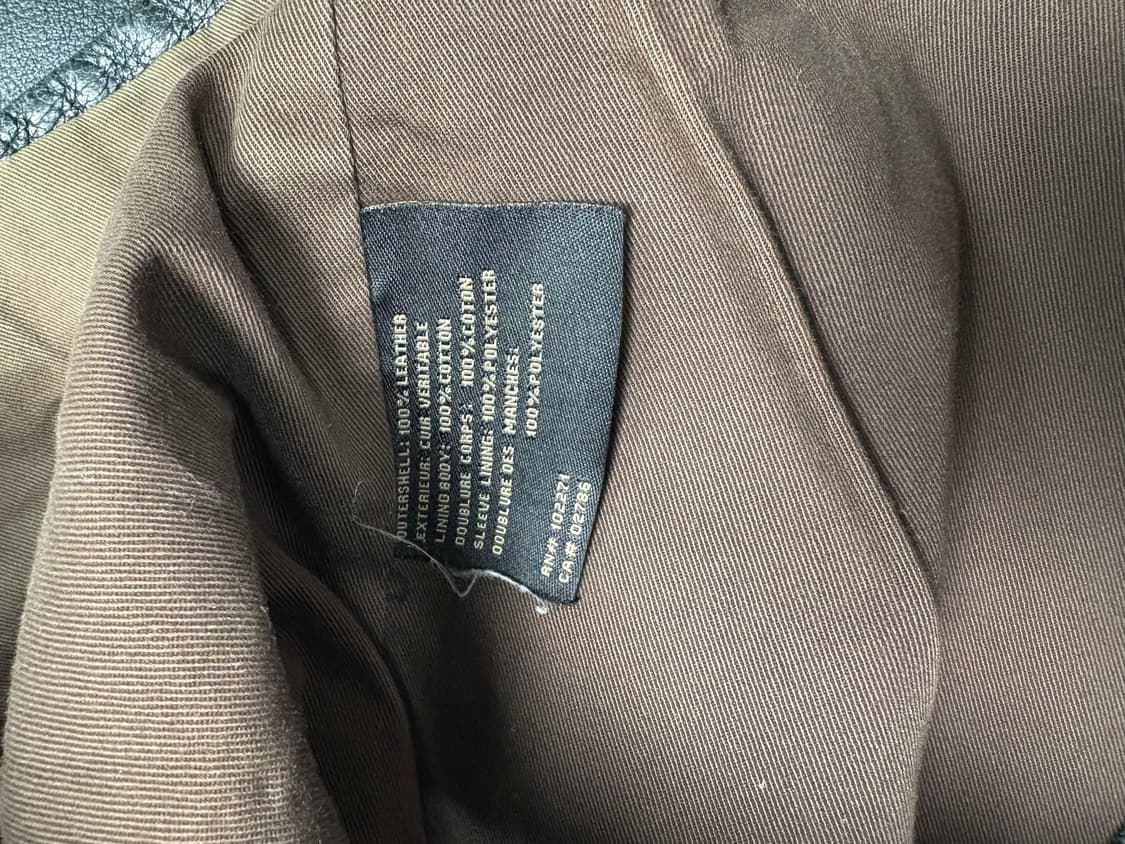 OUTERSHELL: 100% LEATHER
EXTERIEUR: CUIR VERITABLE
LINING BODY: 100% COTTON
DOUBLURE CORPS: 100% COTON
SLEEVE LINING: 100% POLYESTER
DOUBLURE DES MANCHES:
100% POLYESTER
RN# 102271
CA# 02786